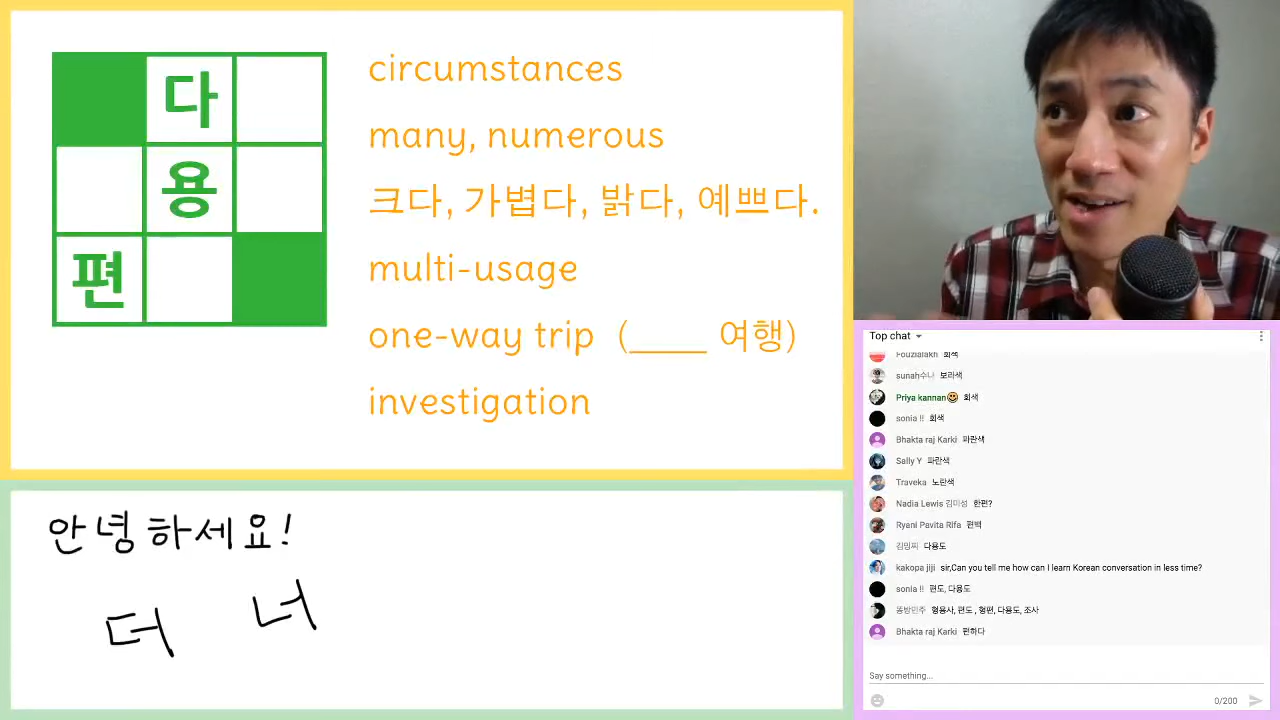 다
용
편
circumstances
many, numerous
크다, 가볍다, 밝다, 예쁘다.
multi-usage
one-way trip (____ 여행)
investigation
안녕하세요!
더 너
Top chat
Fouzialakh 회색
sunah수나 보라색
Priya kannan 회색
sonia !! 회색
Bhakta raj Karki 파란색
Sally Y 파란색
Traveka 노란색
Nadia Lewis 김미성 한편?
Ryani Pavita Rifa 편백
다용도
kakopa jiji sir,Can you tell me how can I learn Korean conversation in less time?
sonia !! 편도, 다용도
뚱방민주 형용사, 편도 , 형편, 다용도, 조사
Bhakta raj Karki 편하다
Say something...
0/200